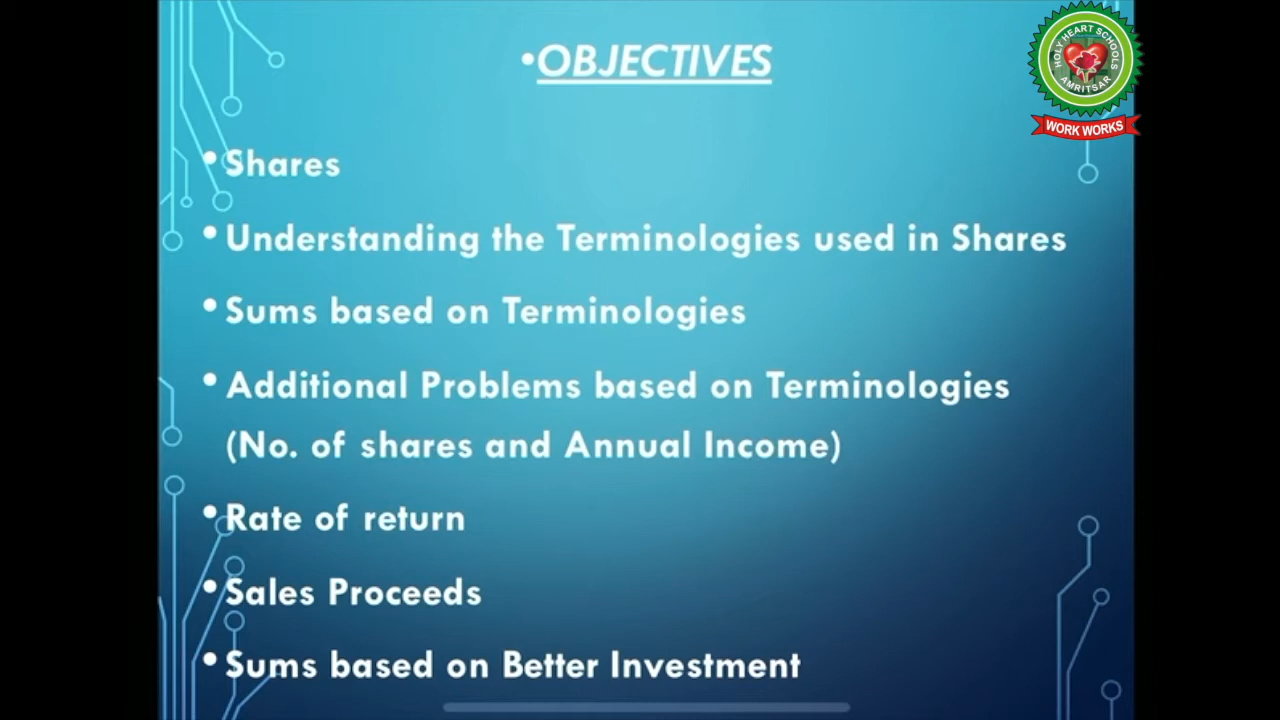 •OBJECTIVES
HOLY HEART SCHOOLS
AMRITSAR
WORK WORKS
•Shares
•Understanding the Terminologies used in Shares
•Sums based on Terminologies
•Additional Problems based on Terminologies
(No. of shares and Annual Income)
•Rate of return
•Sales Proceeds
•Sums based on Better Investment